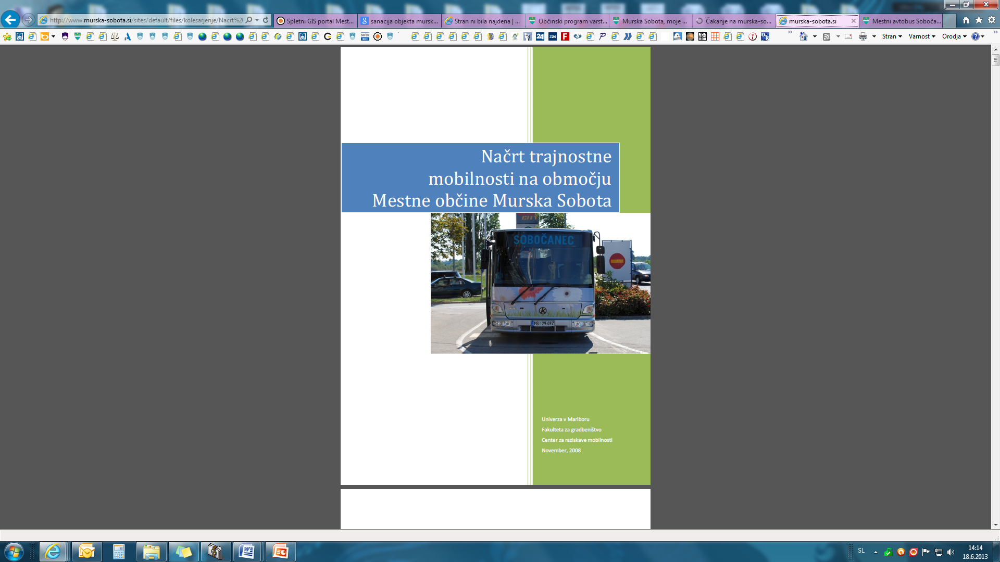 http://www.murska-sobota.si/sites/default/files/kolesarjenje/Nacrt%20
Spletni GIS portal Mest...
sanacija objekta mursk...
Stran ni bila najdena | ...
Občinski program varst...
Murska Sobota, moje ...
Čakanje na murska-so...
murska-sobota.si
Mestni avtobus Soboča...
Stran
Varnost
Orodja
Načrt trajnostne
mobilnosti na območju
Mestne občine Murska Sobota
CITY
SOBOČANEC
MS 29-09Z
Univerza v Mariboru
Fakulteta za gradbeništvo
Center za raziskave mobilnosti
November, 2008
SL
14:14
18.6.2013